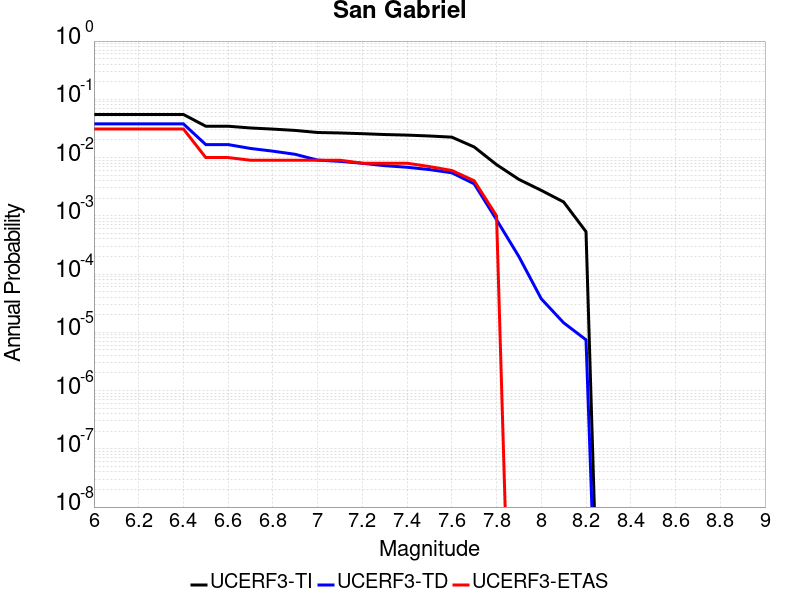 San Gabriel
Annual Probability
10^0
10^-1
10^-2
10^-3
10^-4
10^-5
10^-6
10^-7
10^-8
6 6.2 6.4 6.6 6.8 7 7.2 7.4 7.6 7.8 8 8.2 8.4 8.6 8.8 9
Magnitude
UCERF3-TI UCERF3-TD UCERF3-ETAS